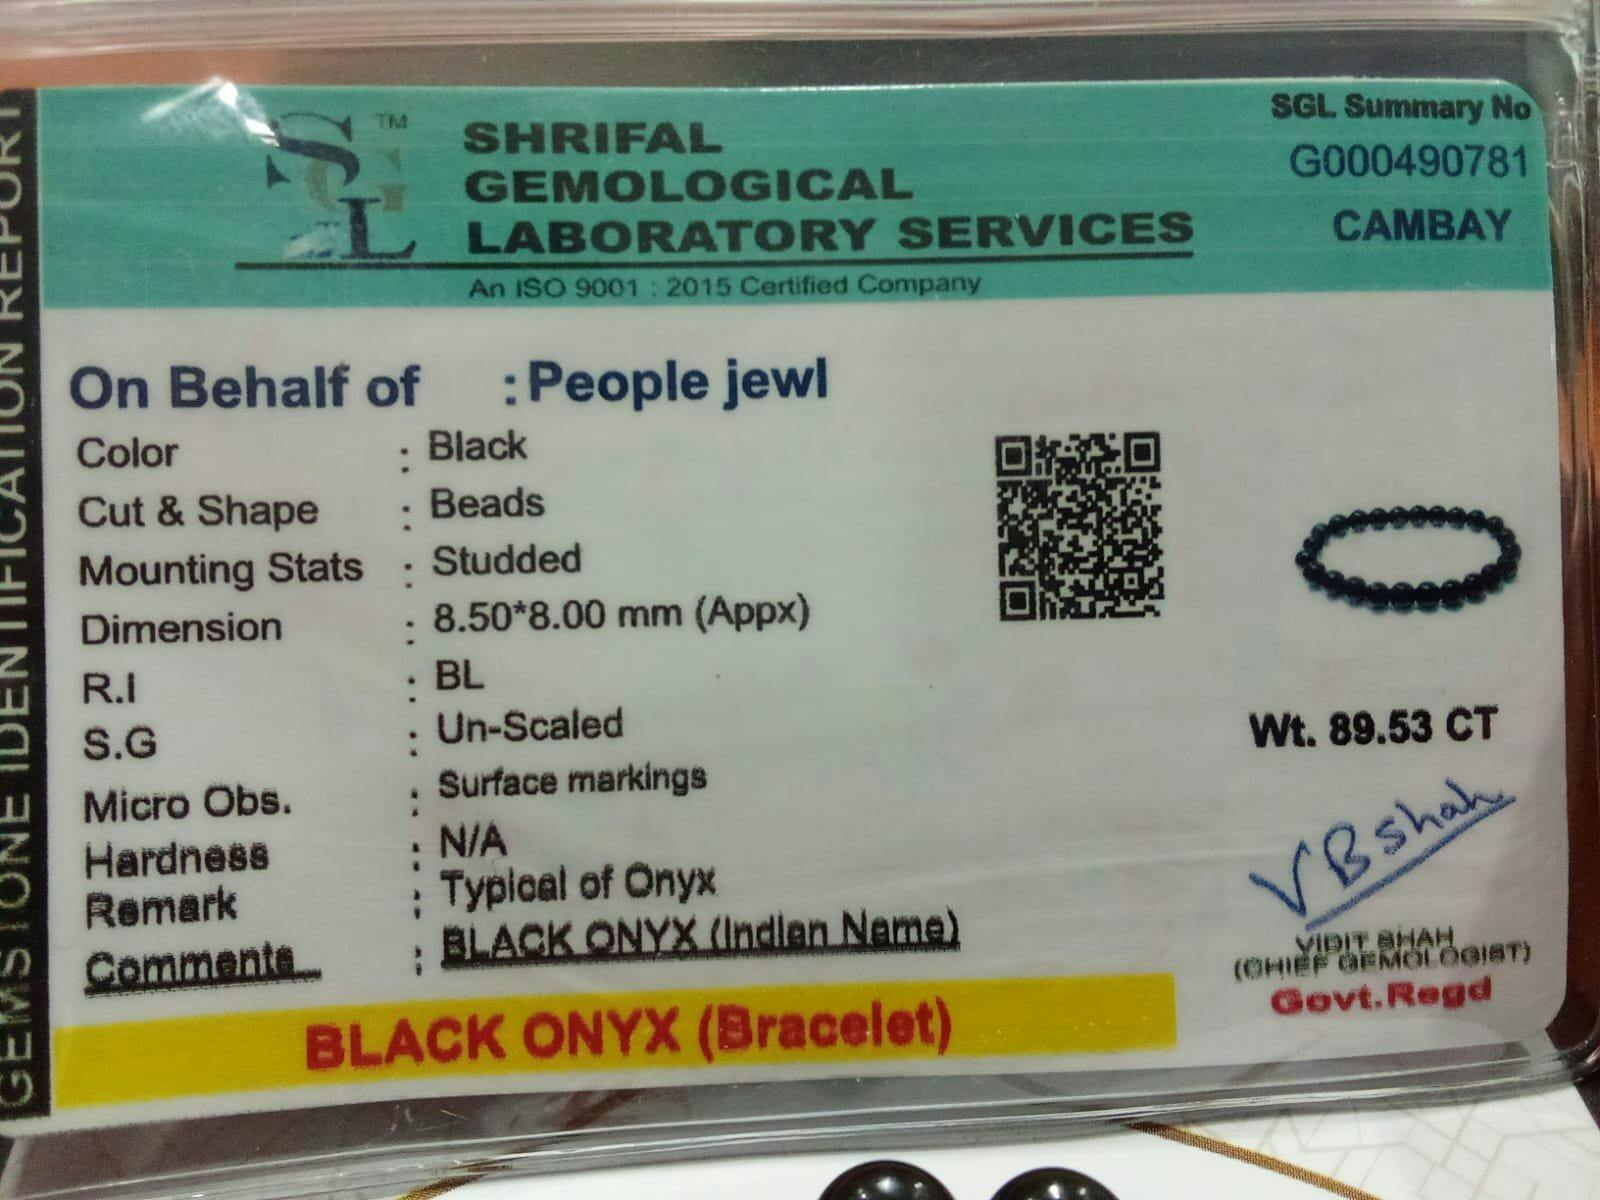 GEMSTONE IDENTIFICATION REPORT
SGL TM
SHRIFAL
GEMOLOGICAL
LABORATORY SERVICES
An ISO 9001 : 2015 Certified Company
SGL Summary No
G000490781
CAMBAY
On Behalf of : People jewl
Color : Black
Cut & Shape : Beads
Mounting Stats : Studded
Dimension : 8.50*8.00 mm (Appx)
R.I : BL
S.G : Un-Scaled
Micro Obs. : Surface markings
Hardness : N/A
Remark : Typical of Onyx
Comments : BLACK ONYX (Indian Name)
BLACK ONYX (Bracelet)
Wt. 89.53 CT
VBshah
VIDIT SHAH
(CHIEF GEMOLOGIST)
Govt.Regd